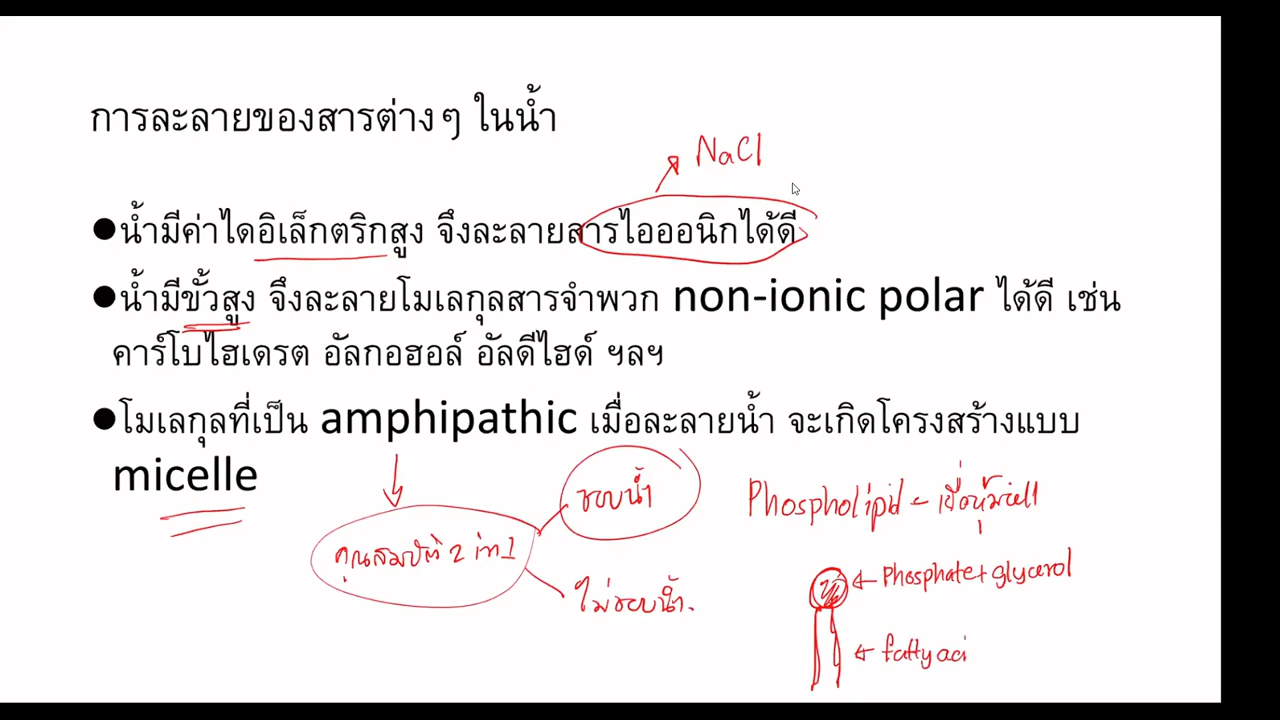 การละลายของสารต่างๆ ในน้ำ
NaCl
●น้ำมีค่าไดอิเล็กตริกสูง จึงละลายสารไอออนิกได้ดี
●น้ำมีขั้วสูง จึงละลายโมเลกุลสารจำพวก non-ionic polar ได้ดี เช่น
คาร์โบไฮเดรต อัลกอฮอล์ อัลดีไฮด์ ฯลฯ
●โมเลกุลที่เป็น amphipathic เมื่อละลายน้ำ จะเกิดโครงสร้างแบบ
micelle
ชอบน้ำ
Phospholipid - เยื่อหุ้มcell
คุณสมบัติ 2 in 1
ไม่ชอบน้ำ.
Phosphate+ glycerol
fatty aci